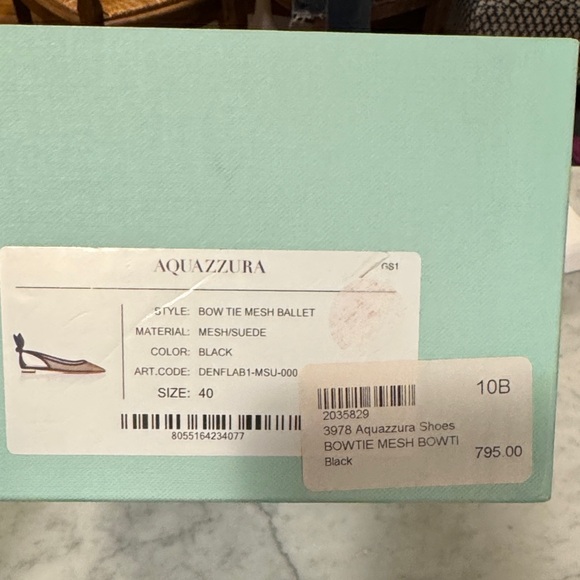 AQUAZZURA
GS1
STYLE: BOW TIE MESH BALLET
MATERIAL: MESH/SUEDE
COLOR: BLACK
ART.CODE: DENFLAB1-MSU-000
SIZE: 40
8055164234077
10B
2035829
3978 Aquazzura Shoes
BOWTIE MESH BOWTI
795.00
Black